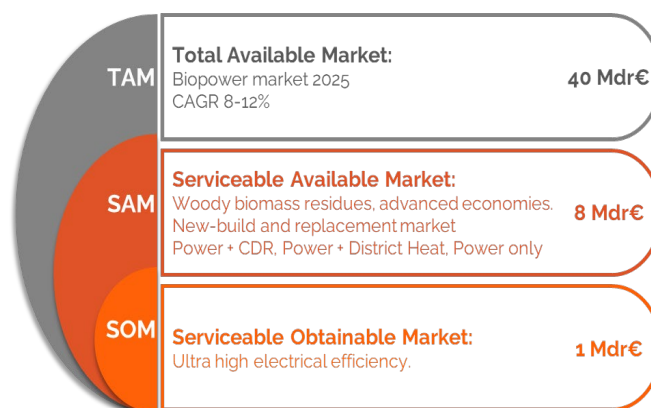 TAM
Total Available Market:
Biopower market 2025
CAGR 8-12%
40 Mdr€
SAM
Serviceable Available Market:
Woody biomass residues, advanced economies.
New-build and replacement market
Power + CDR, Power + District Heat, Power only
8 Mdr€
SOM
Serviceable Obtainable Market:
Ultra high electrical efficiency.
1 Mdr€